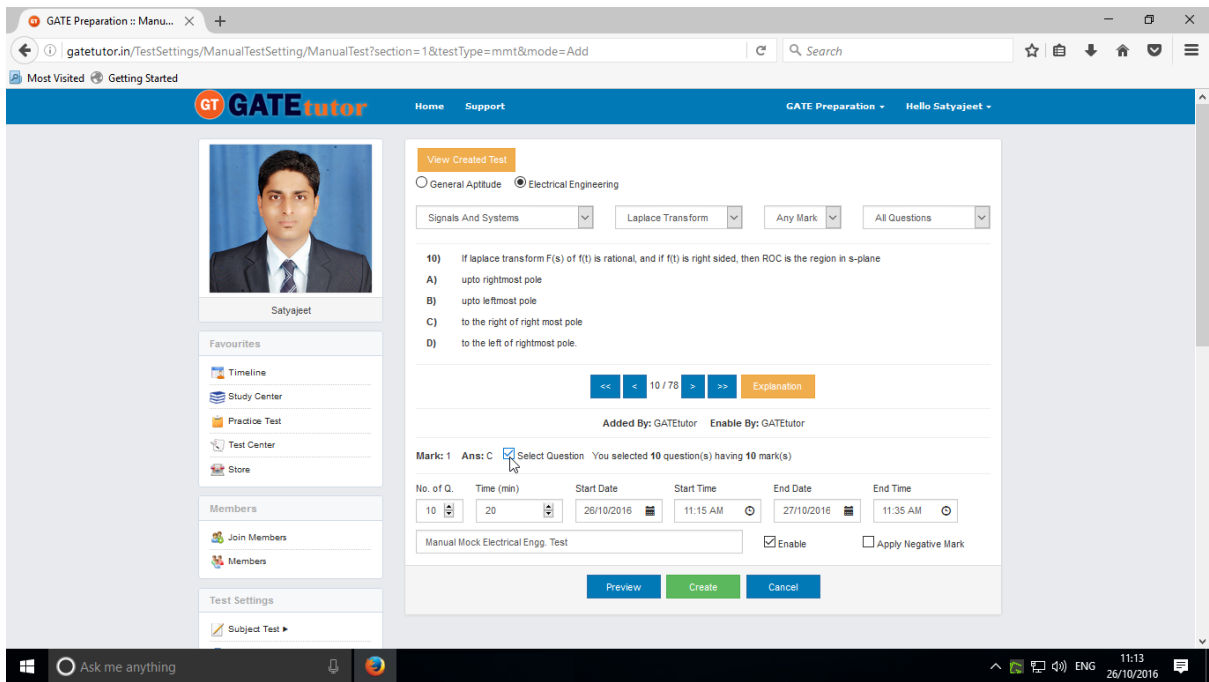 GATE Preparation :: Manu...
gatetutor.in/TestSettings/ManualTestSetting/ManualTest?section=1&testType=mmt&mode=Add
Search
Most Visited Getting Started
GT GATEtutor Home Support GATE Preparation Hello Satyajeet
Satyajeet
Favourites
Timeline
Study Center
Practice Test
Test Center
Store
Members
Join Members
Members
Test Settings
Subject Test
View Created Test
General Aptitude Electrical Engineering
Signals And Systems Laplace Transform Any Mark All Questions
10) If laplace transform F(s) of f(t) is rational, and if f(t) is right sided, then ROC is the region in s-plane
A) upto rightmost pole
B) upto leftmost pole
C) to the right of right most pole
D) to the left of rightmost pole.
<< < 10 / 78 > >> Explanation
Added By: GATEtutor Enable By: GATEtutor
Mark: 1 Ans: C Select Question You selected 10 question(s) having 10 mark(s)
No. of Q. Time (min) Start Date Start Time End Date End Time
10 20 26/10/2016 11:15 AM 27/10/2016 11:35 AM
Manual Mock Electrical Engg. Test Enable Apply Negative Mark
Preview Create Cancel
Ask me anything
ENG
11:13
26/10/2016